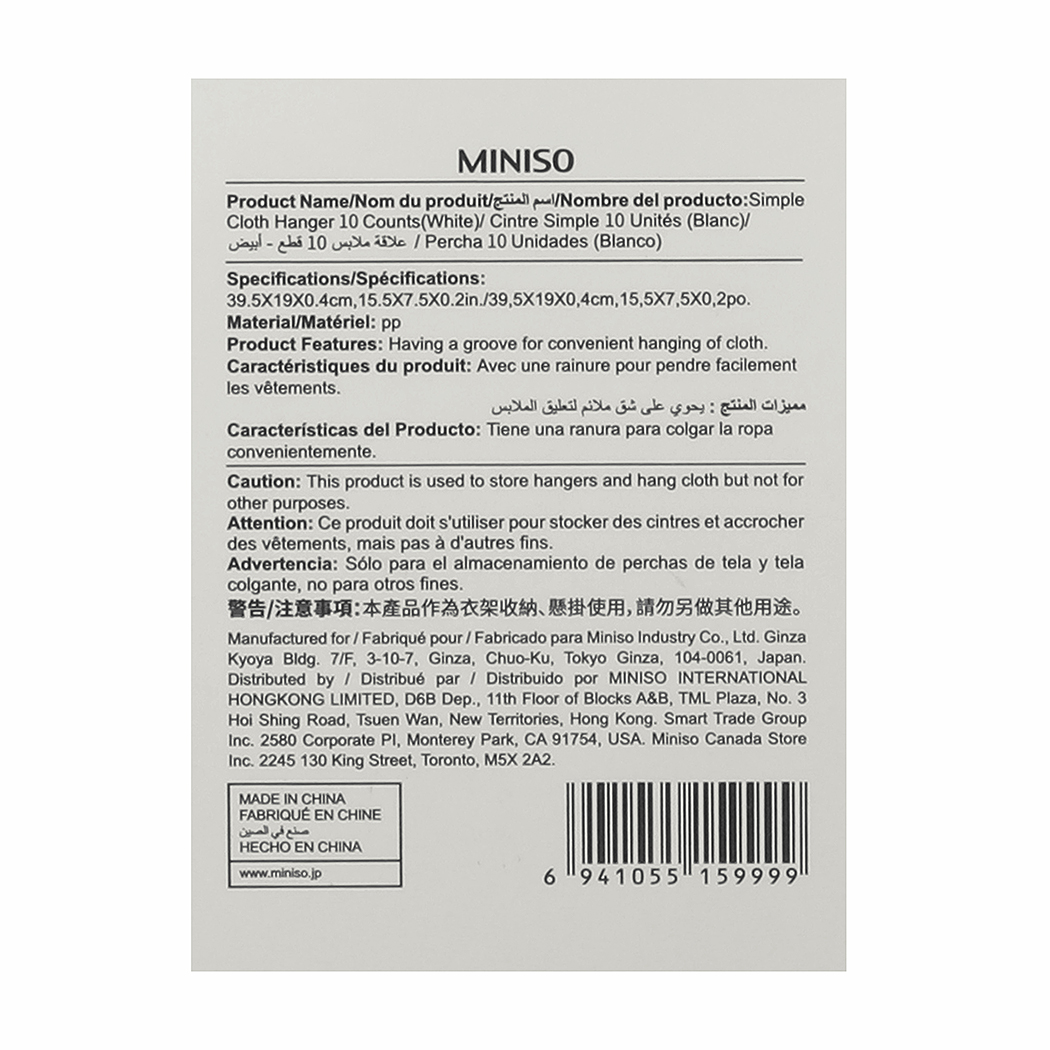 MINISO
Product Name/Nom du produit/اسم المنتج/Nombre del producto:Simple
Cloth Hanger 10 Counts(White)/ Cintre Simple 10 Unités (Blanc)/
علاقة ملابس 10 قطع - أبيض / Percha 10 Unidades (Blanco)
Specifications/Spécifications:
39.5X19X0.4cm,15.5X7.5X0.2in./39,5X19X0,4cm,15,5X7,5X0,2po.
Material/Matériel: pp
Product Features: Having a groove for convenient hanging of cloth.
Caractéristiques du produit: Avec une rainure pour pendre facilement
les vêtements.
مميزات المنتج : يحوي على شق ملائم لتعليق الملابس
Características del Producto: Tiene una ranura para colgar la ropa
convenientemente.
Caution: This product is used to store hangers and hang cloth but not for
other purposes.
Attention: Ce produit doit s'utiliser pour stocker des cintres et accrocher
des vêtements, mais pas à d'autres fins.
Advertencia: Sólo para el almacenamiento de perchas de tela y tela
colgante, no para otros fines.
警告/注意事項:本產品作為衣架收納、懸掛使用,請勿另做其他用途。
Manufactured for / Fabriqué pour / Fabricado para Miniso Industry Co., Ltd. Ginza
Kyoya Bldg. 7/F, 3-10-7, Ginza, Chuo-Ku, Tokyo Ginza, 104-0061, Japan.
Distributed by / Distribué par / Distribuido por MINISO INTERNATIONAL
HONGKONG LIMITED, D6B Dep., 11th Floor of Blocks A&B, TML Plaza, No. 3
Hoi Shing Road, Tsuen Wan, New Territories, Hong Kong. Smart Trade Group
Inc. 2580 Corporate Pl, Monterey Park, CA 91754, USA. Miniso Canada Store
Inc. 2245 130 King Street, Toronto, M5X 2A2.
MADE IN CHINA
FABRIQUÉ EN CHINE
صنع في الصين
HECHO EN CHINA
www.miniso.jp
6 941055 159999